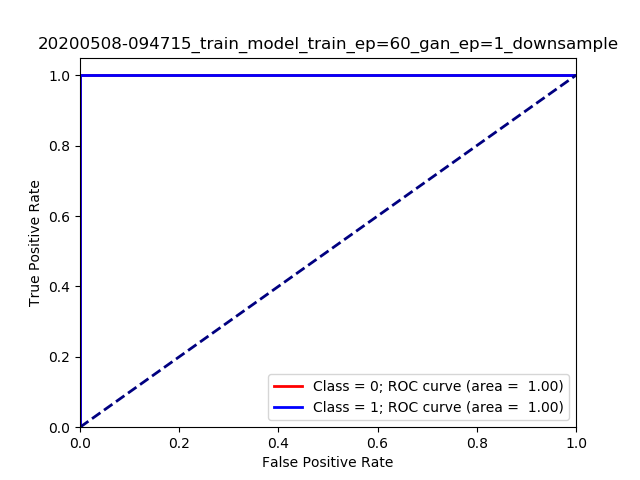 20200508-094715_train_model_train_ep=60_gan_ep=1_downsample
1.0
0.8
0.6
0.4
0.2
0.0
True Positive Rate
Class = 0; ROC curve (area =  1.00)
Class = 1; ROC curve (area =  1.00)
0.0 0.2 0.4 0.6 0.8 1.0
False Positive Rate